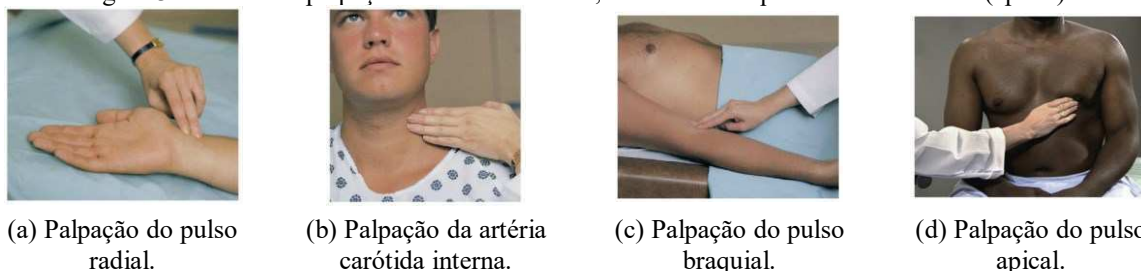 (a) Palpação do pulso
radial.
(b) Palpação da artéria
carótida interna.
(c) Palpação do pulso
braquial.
(d) Palpação do pulso
apical.